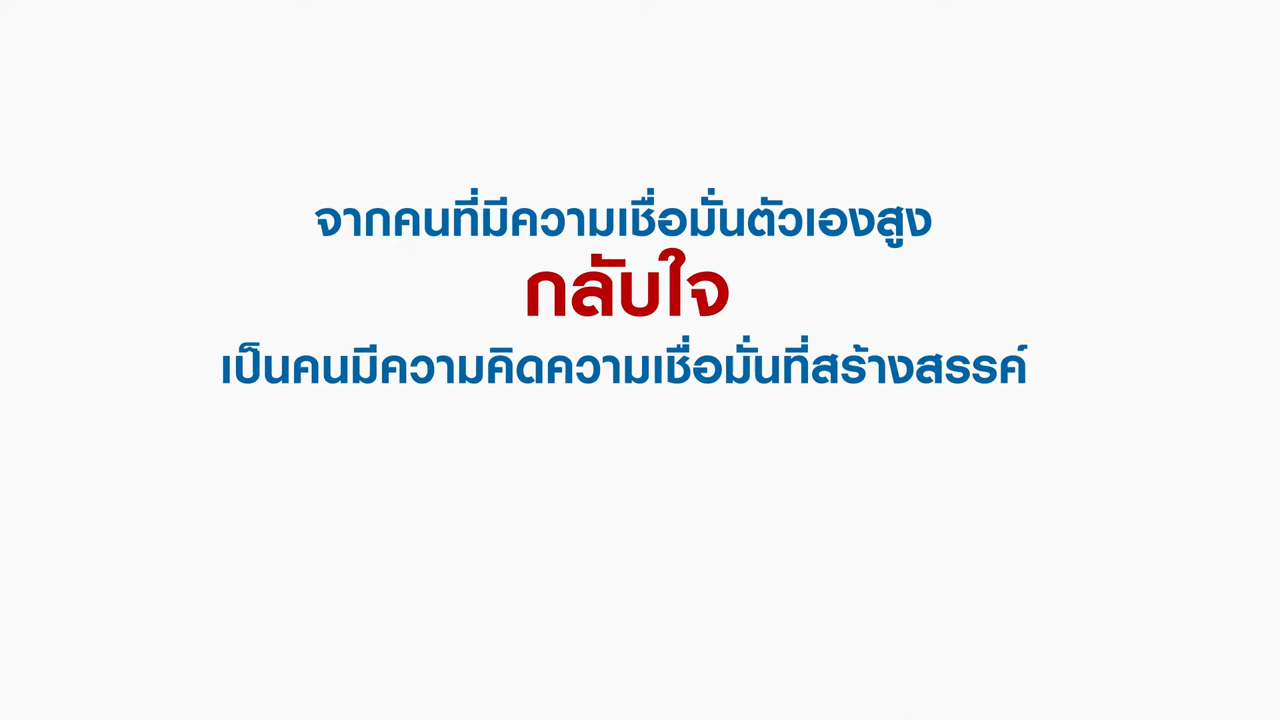 จากคนที่มีความเชื่อมั่นตัวเองสูง
กลับใจ
เป็นคนมีความคิดความเชื่อมั่นที่สร้างสรรค์